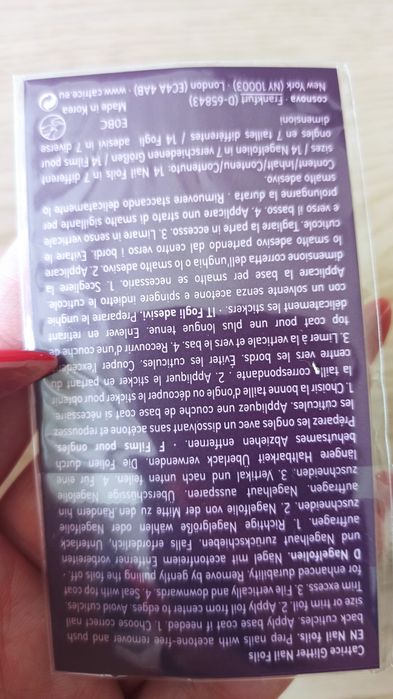 Catrice Glitter Nail Foils
EN Nail foils. Prep nails with acetone-free remover and push
back cuticles. Apply base coat if needed. 1. Choose correct nail
size or trim foil. 2. Apply foil from center to edges. Avoid cuticles.
Trim excess. 3. File vertically and downwards. 4. Seal with top coat
for enhanced durability. Remove by gently pulling the foils off. ·
D Nagelfolien. Nägel mit acetonfreiem Entferner vorbereiten
und Nagelhaut zurückschieben. Falls erforderlich, Unterlack
auftragen. 1. Richtige Nagelgröße wählen oder Nagelfolie
zuschneiden. 2. Nagelfolie von der Mitte zu den Rändern hin
auftragen. Nagelhaut aussparen. Überschüssige Nagelfolie
zuschneiden. 3. Vertikal und nach unten feilen. 4. Für eine
längere Haltbarkeit Überlack verwenden. Die Folien durch
behutsames Abziehen entfernen. · F Films pour ongles.
Préparez les ongles avec un dissolvant sans acétone et repoussez
les cuticules. Appliquez une couche de base coat si nécessaire.
1. Choisir la bonne taille d'ongle ou découper le sticker pour obtenir
la taille correspondante. 2. Appliquer le sticker en partant du
centre vers les bords. Éviter les cuticules. Couper l'excédent.
3. Limer à la verticale et vers le bas. 4. Recouvrir d'une couche de
top coat pour une plus longue tenue. Enlever en retirant
délicatement les stickers. · IT Fogli adesivi. Preparare le unghie
con un solvente senza acetone e spingere indietro le cuticole.
Applicare la base per smalto se necessario. 1. Scegliere la
dimensione corretta dell'unghia o lo smalto adesivo. 2. Applicare
lo smalto adesivo partendo dal centro verso i bordi. Evitare le
cuticole. Tagliare la parte in eccesso. 3. Limare in senso verticale
e verso il basso. 4. Applicare uno strato di smalto sigillante per
prolungarne la durata . Rimuovere staccando delicatamente lo
smalto adesivo.
Content/Inhalt/Contenu/Contenuto: 14 Nail Foils in 7 different
sizes / 14 Nagelfolien in 7 verschiedenen Größen / 14 Films pour
ongles en 7 tailles différentes / 14 Fogli adesivi in 7 diverse
dimensioni
E08C
Made in Korea
cosnova · Frankfurt (D-65843)
New York (NY 10003) · London (EC4A 4AB) · www.catrice.eu